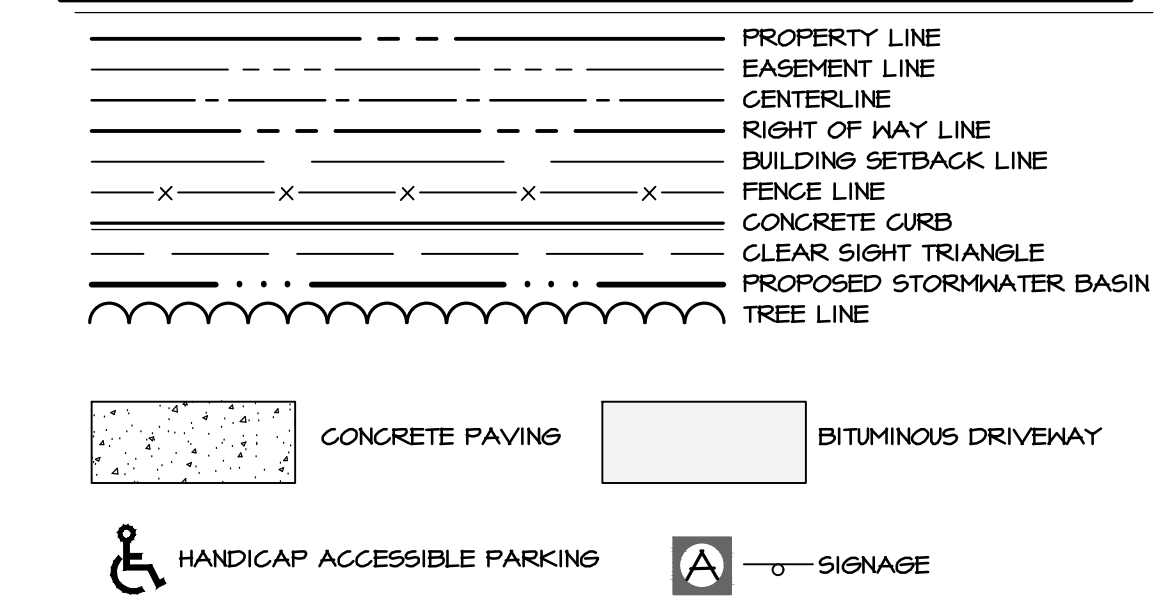 PROPERTY LINE
EASEMENT LINE
CENTERLINE
RIGHT OF WAY LINE
BUILDING SETBACK LINE
FENCE LINE
CONCRETE CURB
CLEAR SIGHT TRIANGLE
PROPOSED STORMWATER BASIN
TREE LINE
CONCRETE PAVING
BITUMINOUS DRIVEWAY
HANDICAP ACCESSIBLE PARKING
A
SIGNAGE